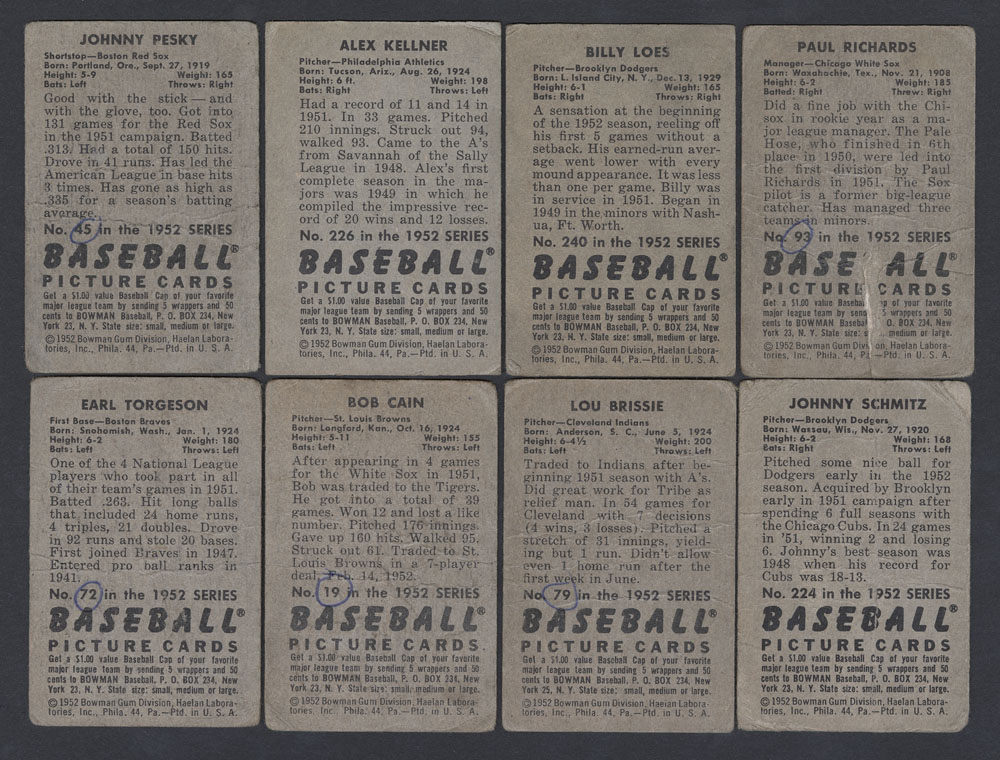 JOHNNY PESKY
Shortstop—Boston Red Sox
Born: Portland, Ore., Sept. 27, 1919
Height: 5-9 Weight: 165
Bats: Left Throws: Right
Good with the stick — and
with the glove, too. Got into
131 games for the Red Sox
in the 1951 campaign. Batted
.313. Had a total of 150 hits.
Drove in 41 runs. Has led the
American League in base hits
3 times. Has gone as high as
.335 for a season's batting
average.
No. 45 in the 1952 SERIES
BASEBALL®
PICTURE CARDS
Get a $1.00 value Baseball Cap of your favorite
major league team by sending 5 wrappers and 50
cents to BOWMAN Baseball, P. O. BOX 234, New
York 23, N. Y. State size: small, medium or large.
©1952 Bowman Gum Division, Haelan Labora-
tories, Inc., Phila. 44, Pa.—Ptd. in U. S. A.
ALEX KELLNER
Pitcher—Philadelphia Athletics
Born: Tucson, Ariz., Aug. 26, 1924
Height: 6 ft. Weight: 198
Bats: Right Throws: Left
Had a record of 11 and 14 in
1951. In 33 games. Pitched
210 innings. Struck out 94,
walked 93. Came to the A's
from Savannah of the Sally
League in 1948. Alex's first
complete season in the ma-
jors was 1949 in which he
compiled the impressive rec-
ord of 20 wins and 12 losses.
No. 226 in the 1952 SERIES
BASEBALL®
PICTURE CARDS
Get a $1.00 value Baseball Cap of your favorite
major league team by sending 5 wrappers and 50
cents to BOWMAN Baseball, P. O. BOX 234, New
York 23, N. Y. State size: small, medium or large.
©1952 Bowman Gum Division, Haelan Labora-
tories, Inc., Phila. 44, Pa.—Ptd. in U. S. A.
BILLY LOES
Pitcher—Brooklyn Dodgers
Born: L. Island City, N. Y., Dec. 13, 1929
Height: 6-1 Weight: 165
Bats: Right Throws: Right
A sensation at the beginning
of the 1952 season, reeling off
his first 5 games without a
setback. His earned-run aver-
age went lower with every
mound appearance. It was less
than one per game. Billy was
in service in 1951. Began in
1949 in the minors with Nash-
ua, Ft. Worth.
No. 240 in the 1952 SERIES
BASEBALL®
PICTURE CARDS
Get a $1.00 value Baseball Cap of your favorite
major league team by sending 5 wrappers and 50
cents to BOWMAN Baseball, P. O. BOX 234, New
York 23, N. Y. State size: small, medium or large.
©1952 Bowman Gum Division, Haelan Labora-
tories, Inc., Phila. 44, Pa.—Ptd. in U. S. A.
PAUL RICHARDS
Manager—Chicago White Sox
Born: Waxahachie, Tex., Nov. 21, 1908
Height: 6-2 Weight: 185
Batted: Right Threw: Right
Did a fine job with the Chi-
sox in rookie year as a ma-
jor league manager. The Pale
Hose, who finished in 6th
place in 1950, were led into
the first division by Paul
Richards in 1951. The Sox
pilot is a former big-league
catcher. Has managed three
teams in minors.
No. 93 in the 1952 SERIES
BASE ALL®
PICTURE CARDS
Get a $1.00 value Baseball Cap of your favorite
major league team by sending 5 wrappers and 50
cents to BOWMAN Baseball O. BOX 234, New
York 23, N. Y. State size: medium or large.
©1952 Bowman Gum Division, Haelan Labora-
tories, Inc., Phila. 44, Pa.—Ptd. in U. S. A.
EARL TORGESON
First Base—Boston Braves
Born: Snohomish, Wash., Jan. 1, 1924
Height: 6-2 Weight: 180
Bats: Left Throws: Left
One of the 4 National League
players who took part in all
of their team's games in 1951.
Batted .263. Hit long balls
that included 24 home runs,
4 triples, 21 doubles. Drove
in 92 runs and stole 20 bases.
First joined Braves in 1947.
Entered pro ball ranks in
1941.
No. 72 in the 1952 SERIES
BASEBALL®
PICTURE CARDS
Get a $1.00 value Baseball Cap of your favorite
major league team by sending 5 wrappers and 50
cents to BOWMAN Baseball, P. O. BOX 234, New
York 23, N. Y. State size: small, medium or large.
©1952 Bowman Gum Division, Haelan Labora-
tories, Inc., Phila. 44, Pa.—Ptd. in U. S. A.
BOB CAIN
Pitcher—St. Louis Browns
Born: Longford, Kan., Oct. 16, 1924
Height: 5-11 Weight: 155
Bats: Left Throws: Left
After appearing in 4 games
for the White Sox in 1951,
Bob was traded to the Tigers.
He got into a total of 39
games. Won 12 and lost a like
number. Pitched 176 innings.
Gave up 160 hits. Walked 95.
Struck out 61. Traded to St.
Louis Browns in a 7-player
deal, Feb. 14, 1952.
No. 19 in the 1952 SERIES
BASEBALL®
PICTURE CARDS
Get a $1.00 value Baseball Cap of your favorite
major league team by sending 5 wrappers and 50
cents to BOWMAN Baseball, P. O. BOX 234, New
York 23, N. Y. State size: small, medium or large.
©1952 Bowman Gum Division, Haelan Labora-
tories, Inc., Phila. 44, Pa.—Ptd. in U. S. A.
LOU BRISSIE
Pitcher—Cleveland Indians
Born: Anderson, S. C., June 5, 1924
Height: 6-4½ Weight: 200
Bats: Left Throws: Left
Traded to Indians after be-
ginning 1951 season with A's.
Did great work for Tribe as
relief man. In 54 games for
Cleveland with 7 decisions
(4 wins, 3 losses). Pitched a
stretch of 31 innings, yield-
ing but 1 run. Didn't allow
even 1 home run after the
first week in June.
No. 79 in the 1952 SERIES
BASEBALL®
PICTURE CARDS
Get a $1.00 value Baseball Cap of your favorite
major league team by sending 5 wrappers and 50
cents to BOWMAN Baseball, P. O. BOX 234, New
York 25, N. Y. State size: small, medium or large.
©1952 Bowman Gum Division, Haelan Labora-
tories, Inc., Phila. 44, Pa.—Ptd. in U. S. A.
JOHNNY SCHMITZ
Pitcher—Brooklyn Dodgers
Born: Wassau, Wis., Nov. 27, 1920
Height: 6-2 Weight: 168
Bats: Right Throws: Left
Pitched some nice ball for
Dodgers early in the 1952
season. Acquired by Brooklyn
early in 1951 campaign after
spending 6 full seasons with
the Chicago Cubs. In 24 games
in '51, winning 2 and losing
6. Johnny's best season was
1948 when his record for
Cubs was 18-13.
No. 224 in the 1952 SERIES
BASEBALL®
PICTURE CARDS
Get a $1.00 value Baseball Cap of your favorite
major league team by sending 5 wrappers and 50
cents to BOWMAN Baseball, P. O. BOX 234, New
York 23, N. Y. State size: small, medium or large.
©1952 Bowman Gum Division, Haelan Labora-
tories, Inc., Phila. 44, Pa.—Ptd. in U. S. A.